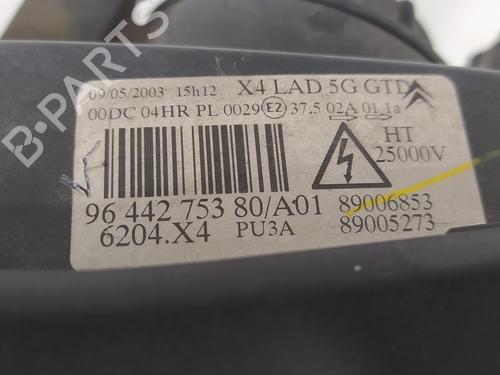 09/05/2003 15h12 X4 LAD 5G GTD
00DC 04HR PL 0029 E2 37.5 02A 01 1a
HT
25000V
96 442 753 80/A01 89006853
6204.X4 PU3A 89005273
B-PARTS